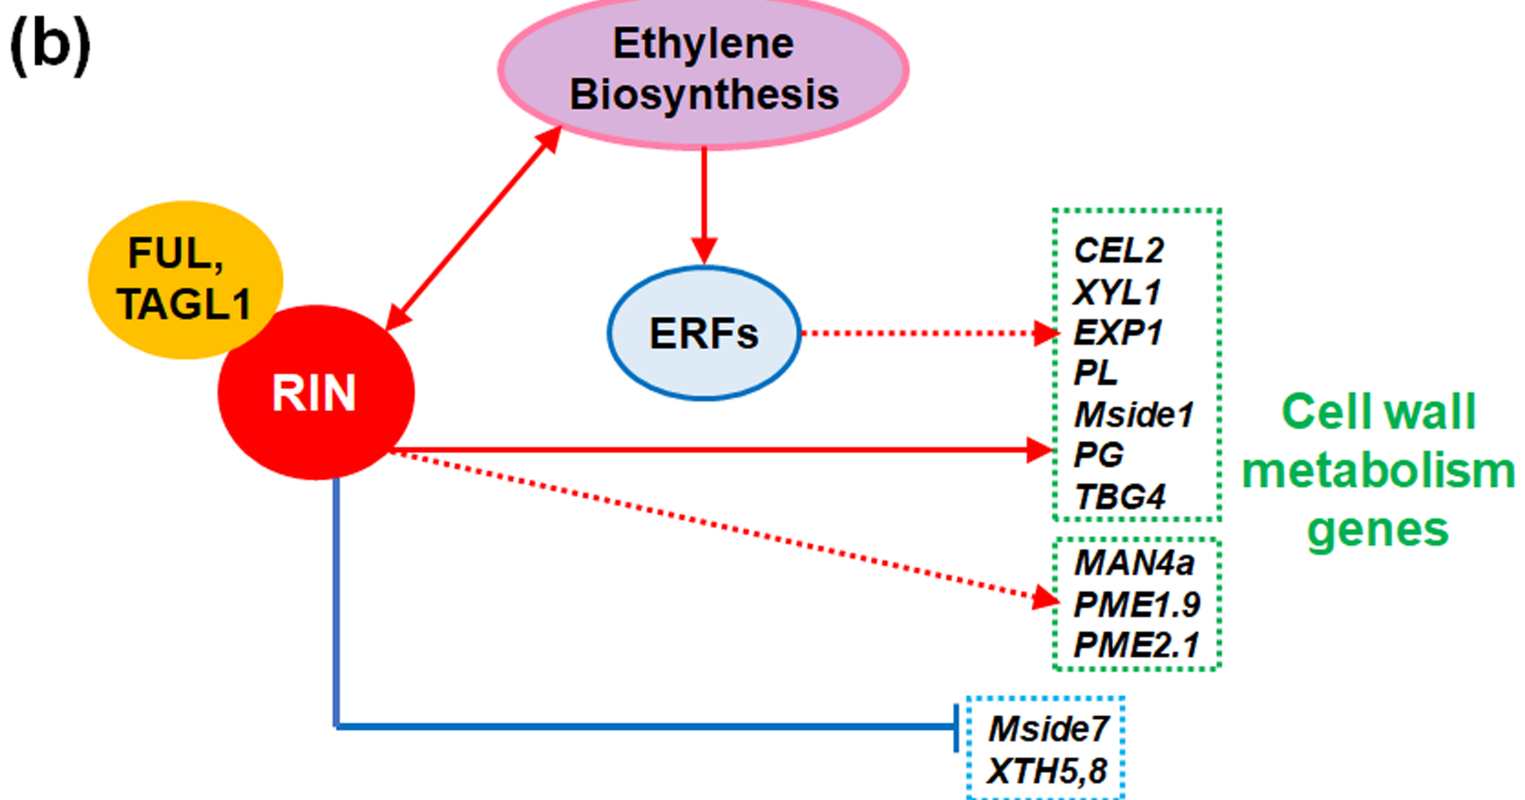 (b)
Ethylene
Biosynthesis
FUL,
TAGL1
RIN
ERFs
CEL2
XYL1
EXP1
PL
Mside1
PG
TBG4
Cell wall
metabolism
genes
MAN4a
PME1.9
PME2.1
Mside7
XTH5,8